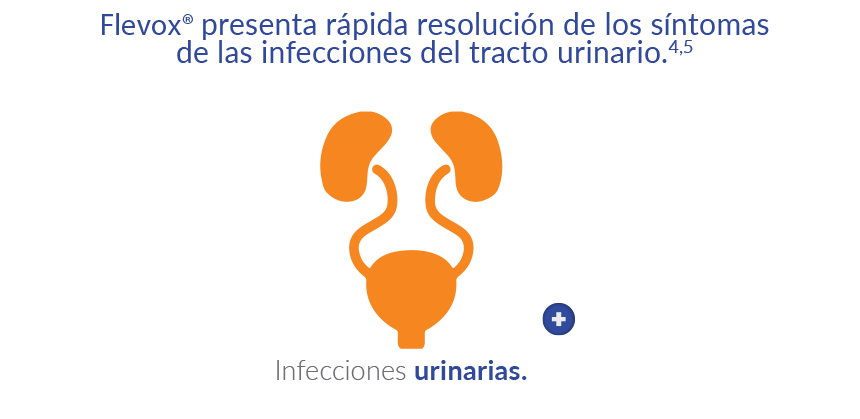 Flevox® presenta rápida resolución de los síntomas
de las infecciones del tracto urinario.4,5
Infecciones urinarias.